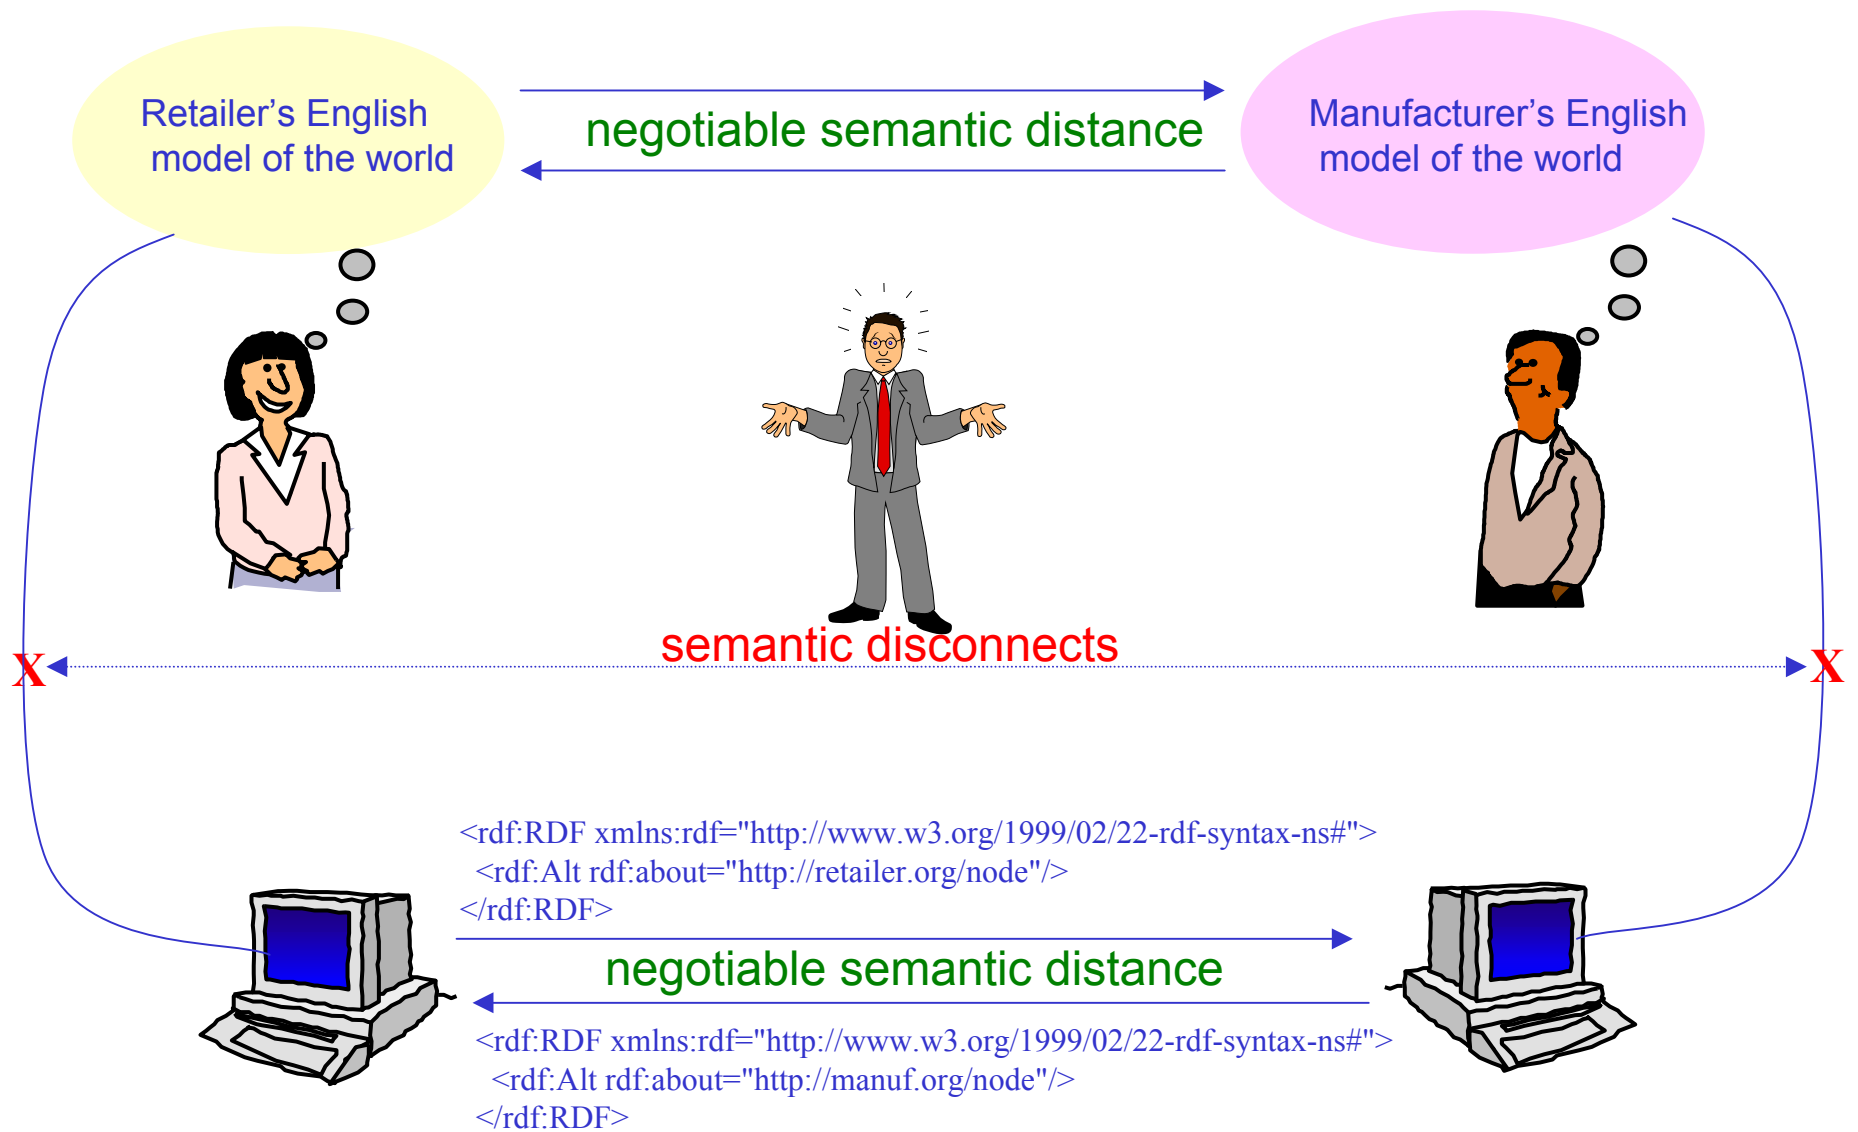 Retailer’s English
model of the world
negotiable semantic distance
Manufacturer’s English
model of the world
semantic disconnects
X
X
<rdf:RDF xmlns:rdf="http://www.w3.org/1999/02/22-rdf-syntax-ns#">
<rdf:Alt rdf:about="http://retailer.org/node"/>
</rdf:RDF>
negotiable semantic distance
<rdf:RDF xmlns:rdf="http://www.w3.org/1999/02/22-rdf-syntax-ns#">
<rdf:Alt rdf:about="http://manuf.org/node"/>
</rdf:RDF>